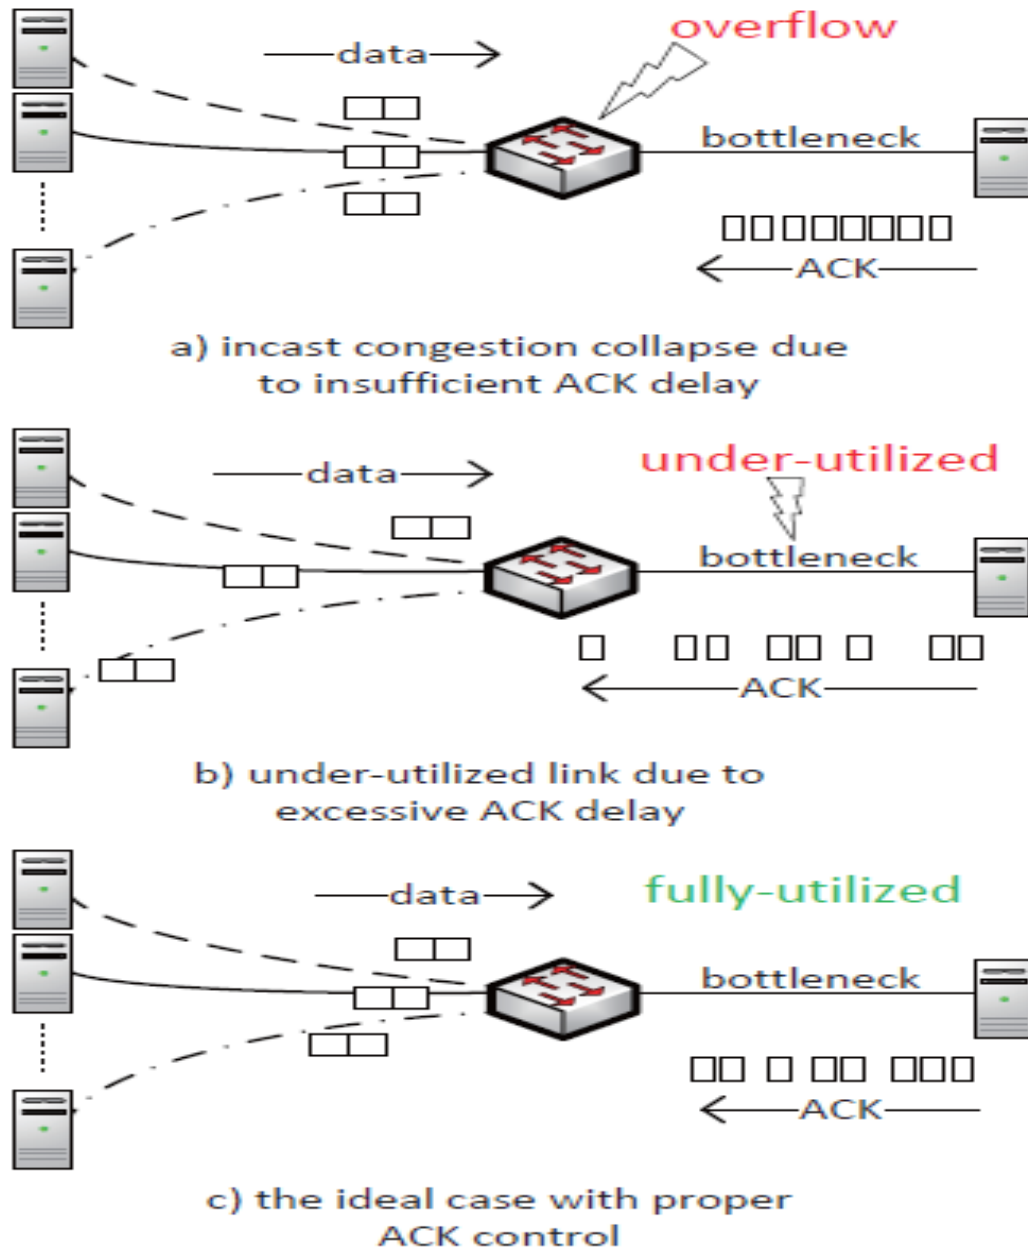 overflow
data
bottleneck
ACK
a) incast congestion collapse due
to insufficient ACK delay
under-utilized
data
bottleneck
ACK
b) under-utilized link due to
excessive ACK delay
data
fully-utilized
bottleneck
ACK
c) the ideal case with proper
ACK control